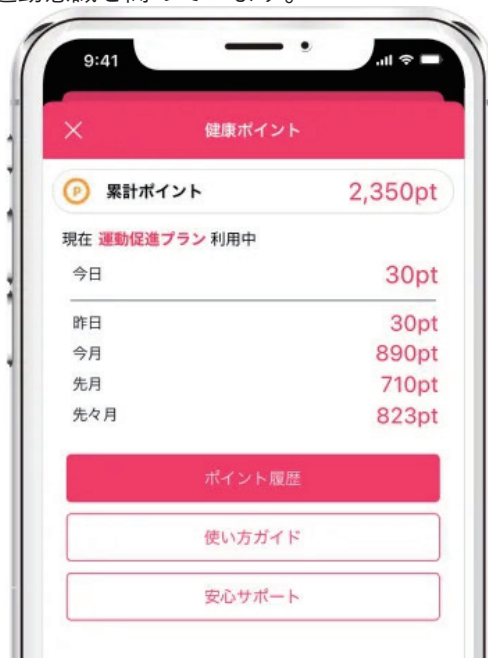 9:41
健康ポイント
P 累計ポイント 2,350pt
現在 運動促進プラン 利用中
今日 30pt
昨日 30pt
今月 890pt
先月 710pt
先々月 823pt
ポイント履歴
使い方ガイド
安心サポート